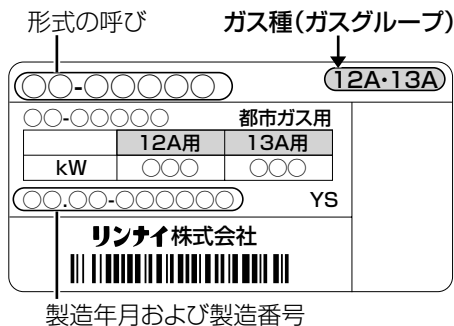 形式の呼び ガス種(ガスグループ)
○○-○○○○○ 12A・13A
○○-○○○○○ 都市ガス用
12A用 13A用
kW ○○○ ○○○
○○.○○-○○○○○○ YS
リンナイ株式会社
製造年月および製造番号